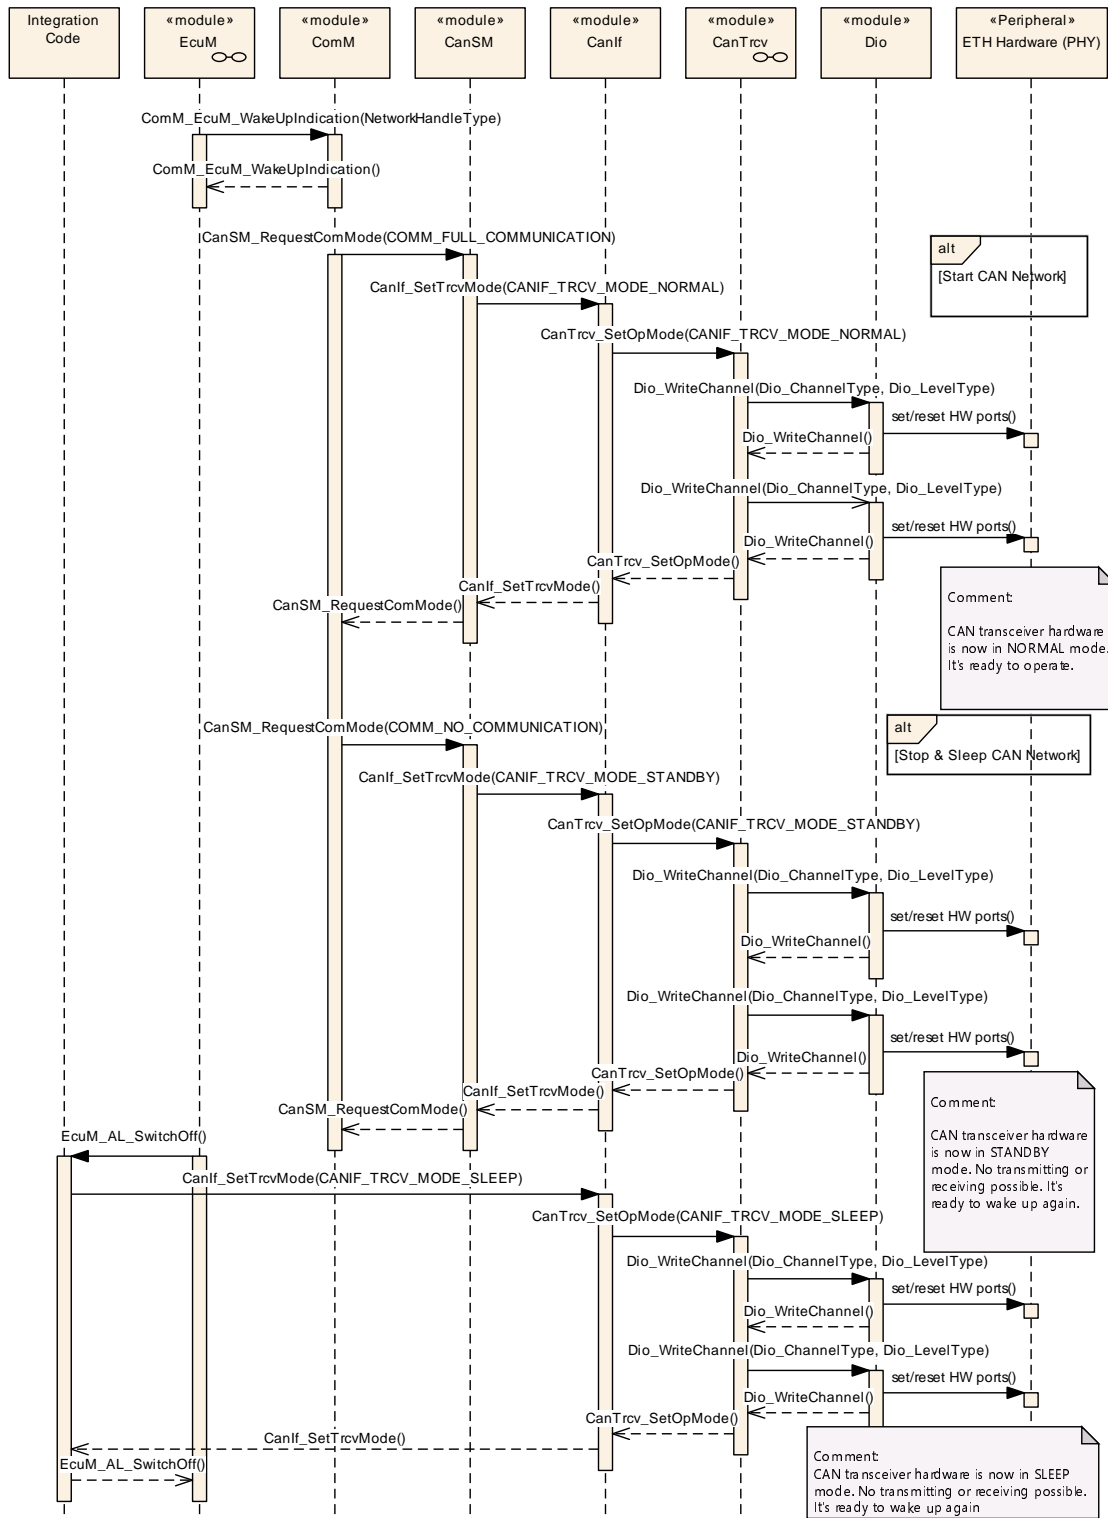 Integration
Code
«module»
EcuM
«module»
ComM
«module»
CanSM
«module»
CanIf
«module»
CanTrcv
«module»
Dio
«Peripheral»
ETH Hardware (PHY)
ComM_EcuM_WakeUpIndication(NetworkHandleType)
ComM_EcuM_WakeUpIndication()
CanSM_RequestComMode(COMM_FULL_COMMUNICATION)
alt
[Start CAN Network]
CanIf_SetTrcvMode(CANIF_TRCV_MODE_NORMAL)
CanTrcv_SetOpMode(CANIF_TRCV_MODE_NORMAL)
Dio_WriteChannel(Dio_ChannelType, Dio_LevelType)
set/reset HW ports()
Dio_WriteChannel()
Dio_WriteChannel(Dio_ChannelType, Dio_LevelType)
set/reset HW ports()
Dio_WriteChannel()
CanTrcv_SetOpMode()
CanIf_SetTrcvMode()
CanSM_RequestComMode()
Comment:
CAN transceiver hardware
is now in NORMAL mode.
It's ready to operate.
CanSM_RequestComMode(COMM_NO_COMMUNICATION)
alt
[Stop & Sleep CAN Network]
CanIf_SetTrcvMode(CANIF_TRCV_MODE_STANDBY)
CanTrcv_SetOpMode(CANIF_TRCV_MODE_STANDBY)
Dio_WriteChannel(Dio_ChannelType, Dio_LevelType)
set/reset HW ports()
Dio_WriteChannel()
Dio_WriteChannel(Dio_ChannelType, Dio_LevelType)
set/reset HW ports()
Dio_WriteChannel()
CanTrcv_SetOpMode()
CanIf_SetTrcvMode()
CanSM_RequestComMode()
Comment:
CAN transceiver hardware
is now in STANDBY
mode. No transmitting or
receiving possible. It's
ready to wake up again.
EcuM_AL_SwitchOff()
CanIf_SetTrcvMode(CANIF_TRCV_MODE_SLEEP)
CanTrcv_SetOpMode(CANIF_TRCV_MODE_SLEEP)
Dio_WriteChannel(Dio_ChannelType, Dio_LevelType)
set/reset HW ports()
Dio_WriteChannel()
Dio_WriteChannel(Dio_ChannelType, Dio_LevelType)
set/reset HW ports()
Dio_WriteChannel()
CanTrcv_SetOpMode()
CanIf_SetTrcvMode()
EcuM_AL_SwitchOff()
Comment:
CAN transceiver hardware is now in SLEEP
mode. No transmitting or receiving possible.
It's ready to wake up again